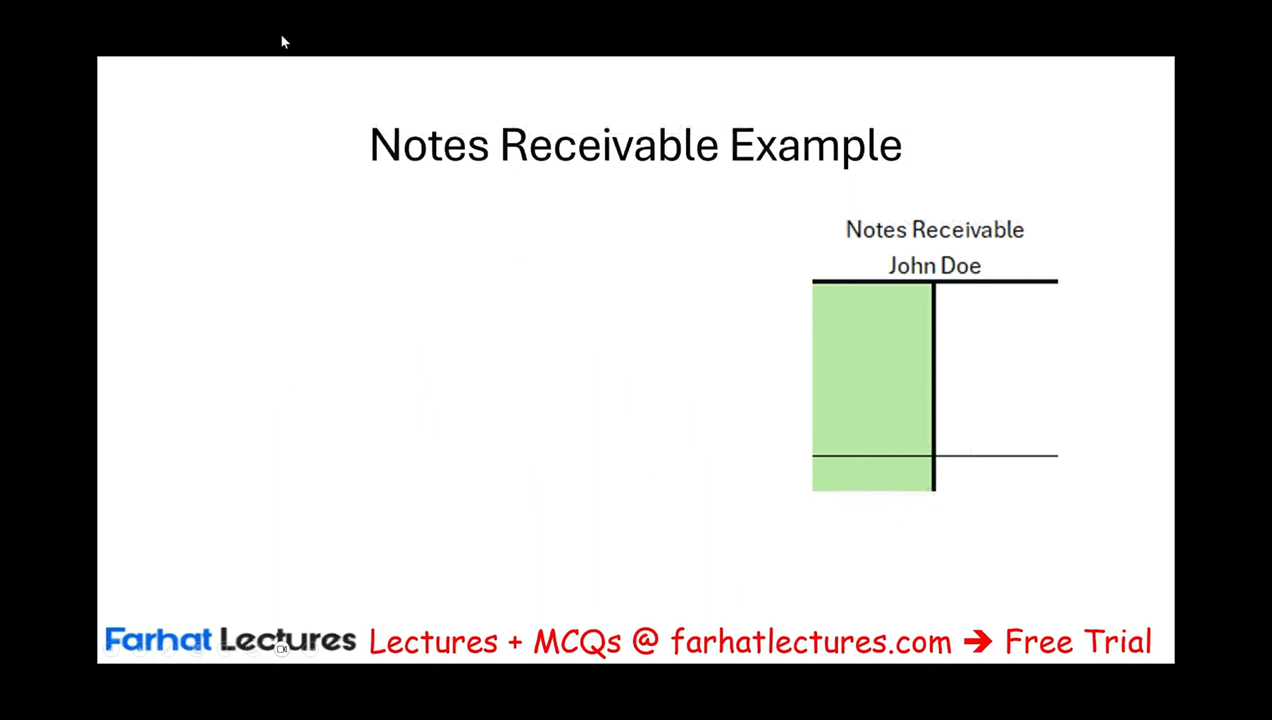 Notes Receivable Example
Notes Receivable
John Doe
Farhat Lectures Lectures + MCQs @ farhatlectures.com ➔ Free Trial